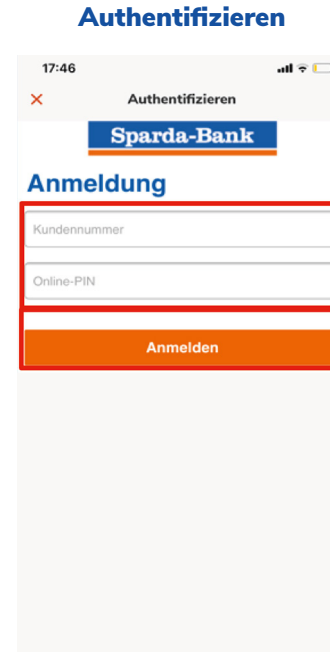 Authentifizieren
17:46
Authentifizieren
Sparda-Bank
Anmeldung
Kundennummer
Online-PIN
Anmelden